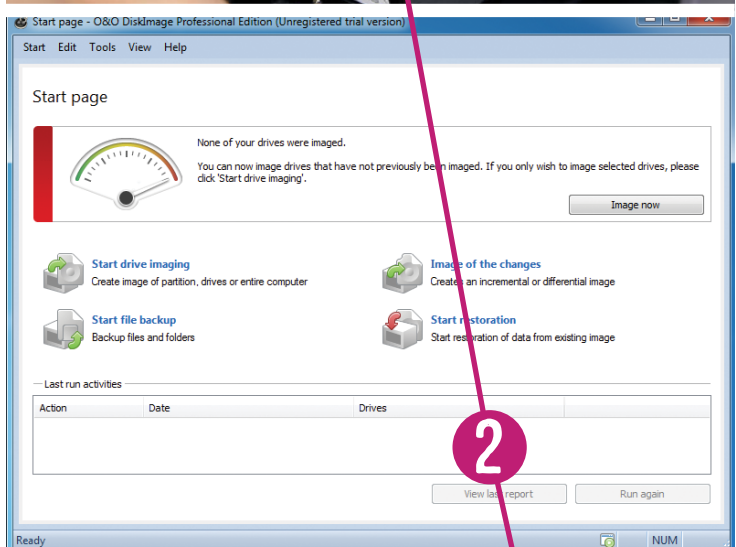 Start page - O&O DiskImage Professional Edition (Unregistered trial version)
Start Edit Tools View Help
Start page
None of your drives were imaged.
You can now image drives that have not previously been imaged. If you only wish to image selected drives, please
click 'Start drive imaging'.
Image now
Start drive imaging
Create image of partition, drives or entire computer
Image of the changes
Creates an incremental or differential image
Start file backup
Backup files and folders
Start restoration
Start restoration of data from existing image
Last run activities
Action Date Drives
2
View last report Run again
Ready NUM